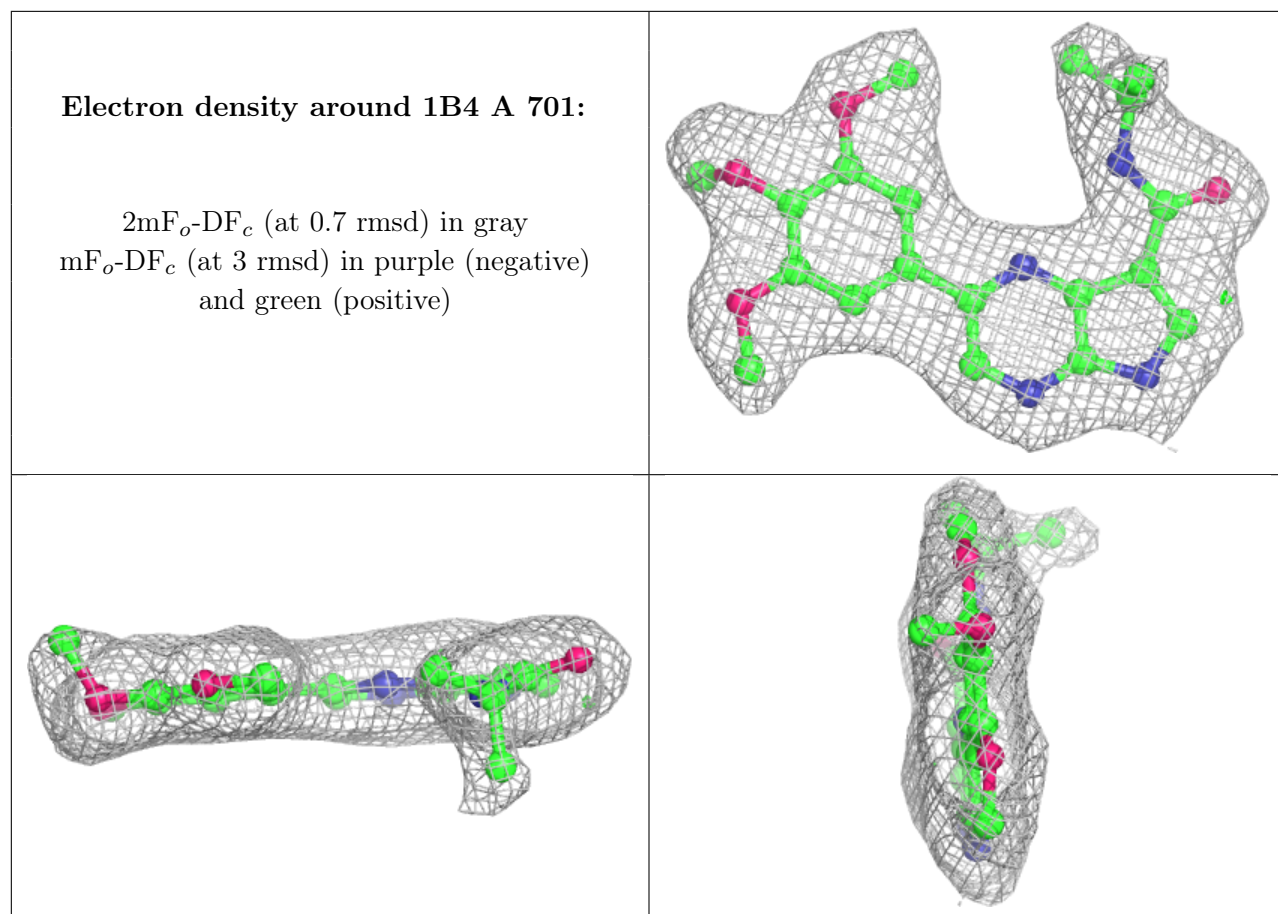 Electron density around 1B4 A 701:
2mFₒ-DF𝒸 (at 0.7 rmsd) in gray
mFₒ-DF𝒸 (at 3 rmsd) in purple (negative)
and green (positive)